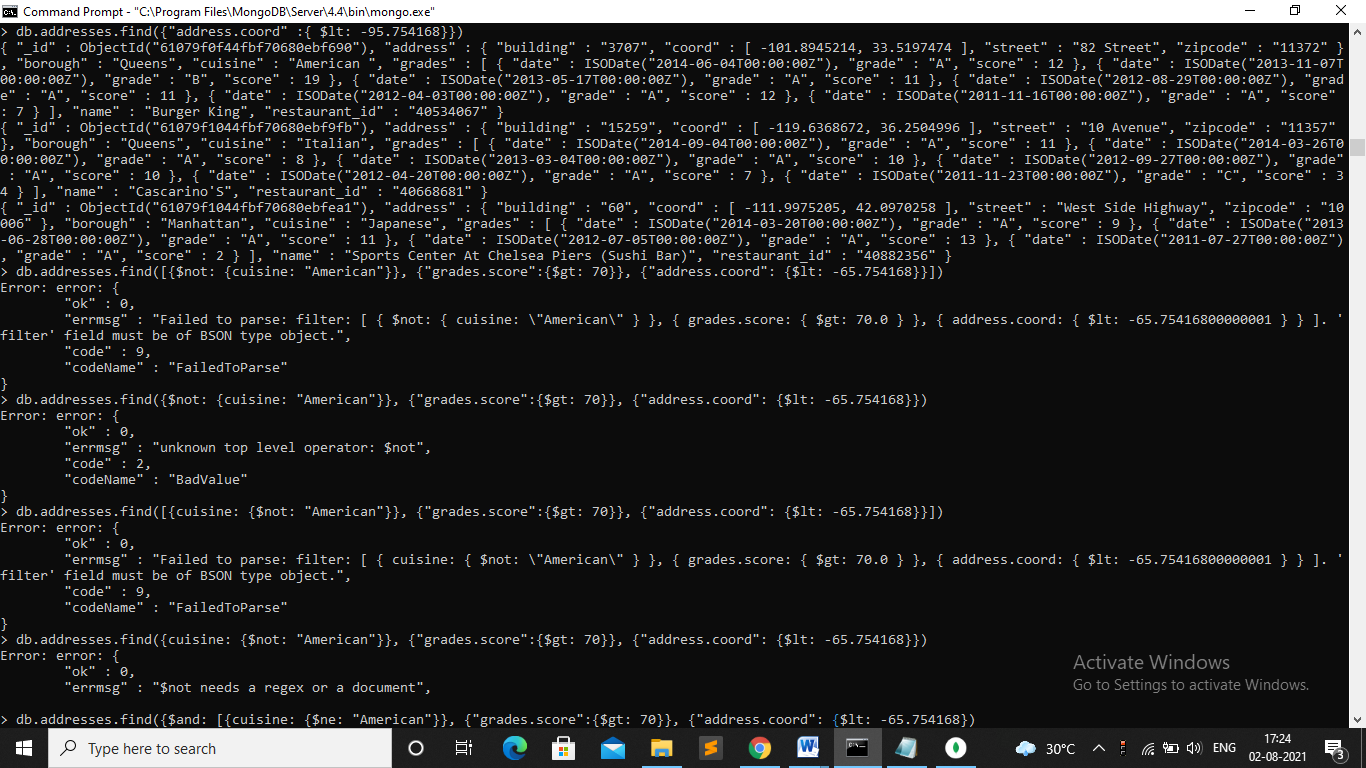 Command Prompt - "C:\Program Files\MongoDB\Server\4.4\bin\mongo.exe"
> db.addresses.find({"address.coord" :{ $lt: -95.754168}})
{ "_id" : ObjectId("61079f0f44fbf70680ebf690"), "address" : { "building" : "3707", "coord" : [ -101.8945214, 33.5197474 ], "street" : "82 Street", "zipcode" : "11372" }
, "borough" : "Queens", "cuisine" : "American ", "grades" : [ { "date" : ISODate("2014-06-04T00:00:00Z"), "grade" : "A", "score" : 12 }, { "date" : ISODate("2013-11-07T
00:00:00Z"), "grade" : "B", "score" : 19 }, { "date" : ISODate("2013-05-17T00:00:00Z"), "grade" : "A", "score" : 11 }, { "date" : ISODate("2012-08-29T00:00:00Z"), "grad
e" : "A", "score" : 11 }, { "date" : ISODate("2012-04-03T00:00:00Z"), "grade" : "A", "score" : 12 }, { "date" : ISODate("2011-11-16T00:00:00Z"), "grade" : "A", "score"
: 7 } ], "name" : "Burger King", "restaurant_id" : "40534067" }
{ "_id" : ObjectId("61079f1044fbf70680ebf9fb"), "address" : { "building" : "15259", "coord" : [ -119.6368672, 36.2504996 ], "street" : "10 Avenue", "zipcode" : "11357"
}, "borough" : "Queens", "cuisine" : "Italian", "grades" : [ { "date" : ISODate("2014-09-04T00:00:00Z"), "grade" : "A", "score" : 11 }, { "date" : ISODate("2014-03-26T0
0:00:00Z"), "grade" : "A", "score" : 8 }, { "date" : ISODate("2013-03-04T00:00:00Z"), "grade" : "A", "score" : 10 }, { "date" : ISODate("2012-09-27T00:00:00Z"), "grade"
 : "A", "score" : 10 }, { "date" : ISODate("2012-04-20T00:00:00Z"), "grade" : "A", "score" : 7 }, { "date" : ISODate("2011-11-23T00:00:00Z"), "grade" : "C", "score" : 3
4 } ], "name" : "Cascarino'S", "restaurant_id" : "40668681" }
{ "_id" : ObjectId("61079f1044fbf70680ebfea1"), "address" : { "building" : "60", "coord" : [ -111.9975205, 42.0970258 ], "street" : "West Side Highway", "zipcode" : "10
006" }, "borough" : "Manhattan", "cuisine" : "Japanese", "grades" : [ { "date" : ISODate("2014-03-20T00:00:00Z"), "grade" : "A", "score" : 9 }, { "date" : ISODate("2013
-06-28T00:00:00Z"), "grade" : "A", "score" : 11 }, { "date" : ISODate("2012-07-05T00:00:00Z"), "grade" : "A", "score" : 13 }, { "date" : ISODate("2011-07-27T00:00:00Z")
, "grade" : "A", "score" : 2 } ], "name" : "Sports Center At Chelsea Piers (Sushi Bar)", "restaurant_id" : "40882356" }
> db.addresses.find([{$not: {cuisine: "American"}}, {"grades.score":{$gt: 70}}, {"address.coord": {$lt: -65.754168}}])
Error: error: {
"ok" : 0,
"errmsg" : "Failed to parse: filter: [ { $not: { cuisine: \"American\" } }, { grades.score: { $gt: 70.0 } }, { address.coord: { $lt: -65.75416800000001 } } ]. '
filter' field must be of BSON type object.",
"code" : 9,
"codeName" : "FailedToParse"
}
> db.addresses.find({$not: {cuisine: "American"}}, {"grades.score":{$gt: 70}}, {"address.coord": {$lt: -65.754168}})
Error: error: {
"ok" : 0,
"errmsg" : "unknown top level operator: $not",
"code" : 2,
"codeName" : "BadValue"
}
> db.addresses.find([{cuisine: {$not: "American"}}, {"grades.score":{$gt: 70}}, {"address.coord": {$lt: -65.754168}}])
Error: error: {
"ok" : 0,
"errmsg" : "Failed to parse: filter: [ { cuisine: { $not: \"American\" } }, { grades.score: { $gt: 70.0 } }, { address.coord: { $lt: -65.75416800000001 } } ]. '
filter' field must be of BSON type object.",
"code" : 9,
"codeName" : "FailedToParse"
}
> db.addresses.find({cuisine: {$not: "American"}}, {"grades.score":{$gt: 70}}, {"address.coord": {$lt: -65.754168}})
Error: error: {
"ok" : 0,
"errmsg" : "$not needs a regex or a document",
> db.addresses.find({$and: [{cuisine: {$ne: "American"}}, {"grades.score":{$gt: 70}}, {"address.coord": {$lt: -65.754168})
Activate Windows
Go to Settings to activate Windows.
Type here to search
30°C
ENG
17:24
02-08-2021
3